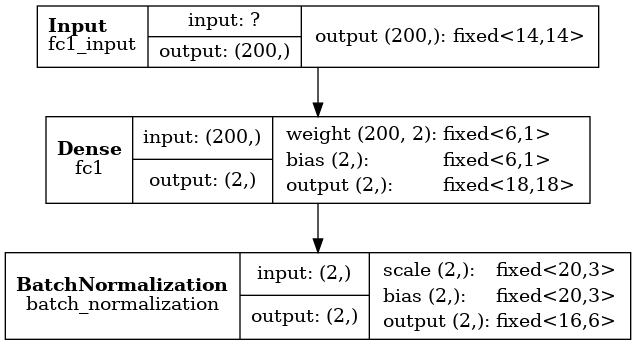 Input
fc1_input
input: ?
output: (200,)
output (200,): fixed<14,14>
Dense
fc1
input: (200,)
output: (2,)
weight (200, 2): fixed<6,1>
bias (2,): fixed<6,1>
output (2,): fixed<18,18>
BatchNormalization
batch_normalization
input: (2,)
output: (2,)
scale (2,): fixed<20,3>
bias (2,): fixed<20,3>
output (2,): fixed<16,6>